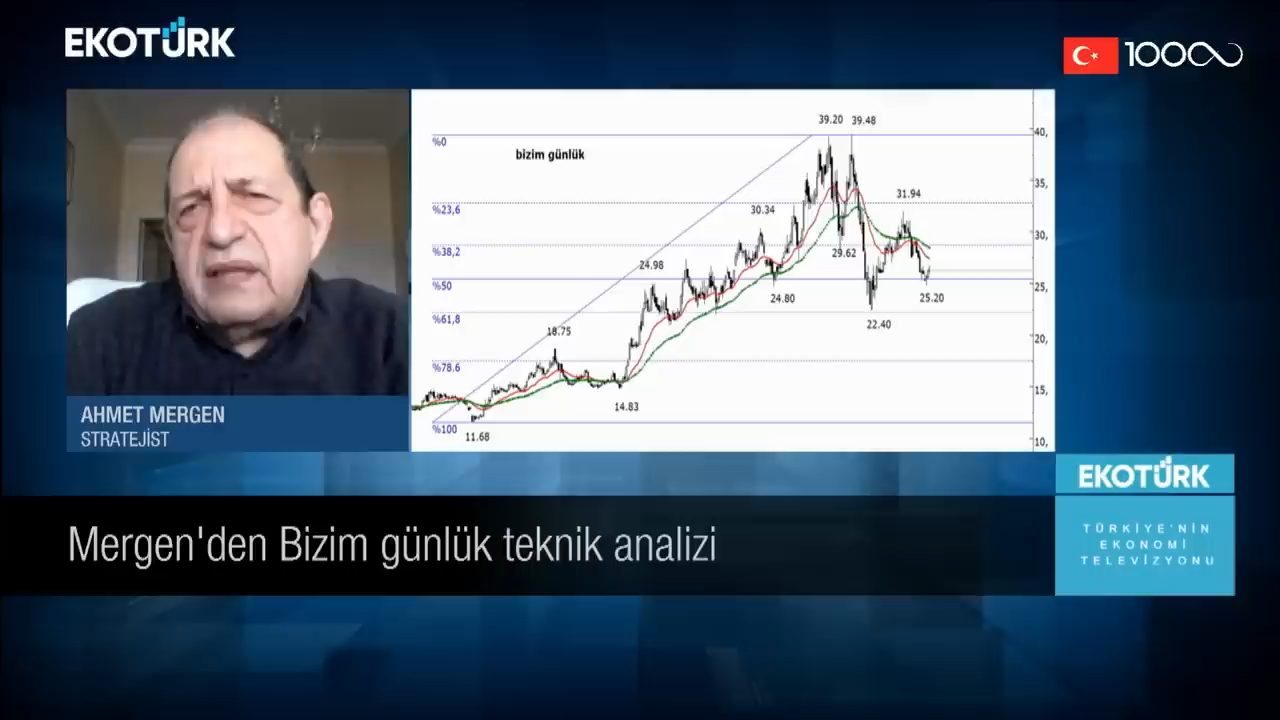 EKOTÜRK
100
bizim günlük
39.20 39.48
40,
%0
35,
31.94
%23,6
30.34
30,
%38,2
29.62
24.98
%50
25,
24.80
25.20
%61,8
22.40
18.75
20,
%78.6
15,
14.83
%100
11.68
10,
AHMET MERGEN
STRATEJİST
EKOTÜRK
Mergen'den Bizim günlük teknik analizi
TÜRKİYE'NİN
EKONOMİ
TELEVİZYONU